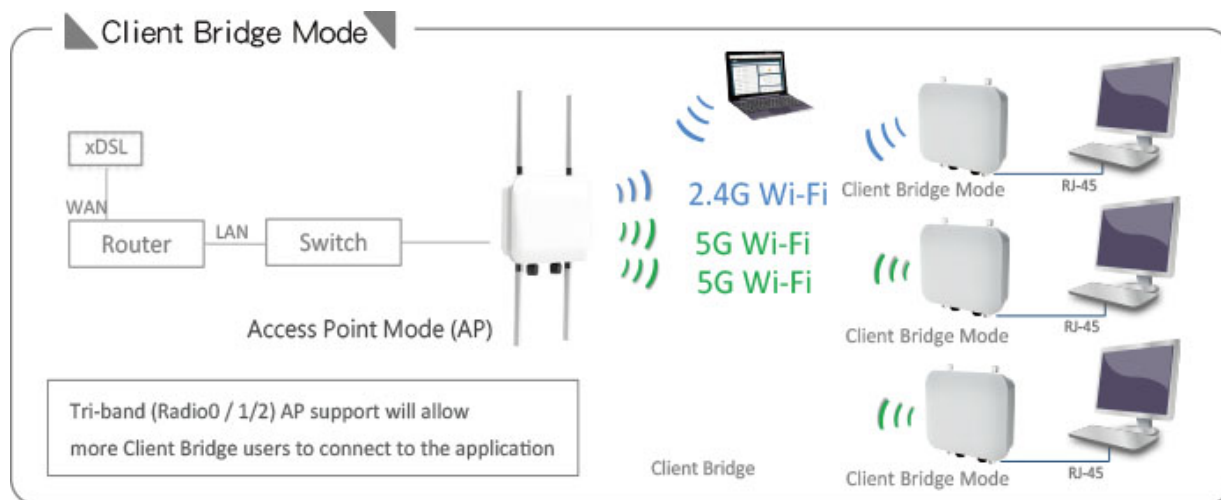 Client Bridge Mode
xDSL
WAN
Router
LAN
Switch
Access Point Mode (AP)
2.4G Wi-Fi
5G Wi-Fi
5G Wi-Fi
Client Bridge Mode
RJ-45
Client Bridge Mode
RJ-45
Client Bridge Mode
RJ-45
Client Bridge
Tri-band (Radio0 / 1/2) AP support will allow
more Client Bridge users to connect to the application